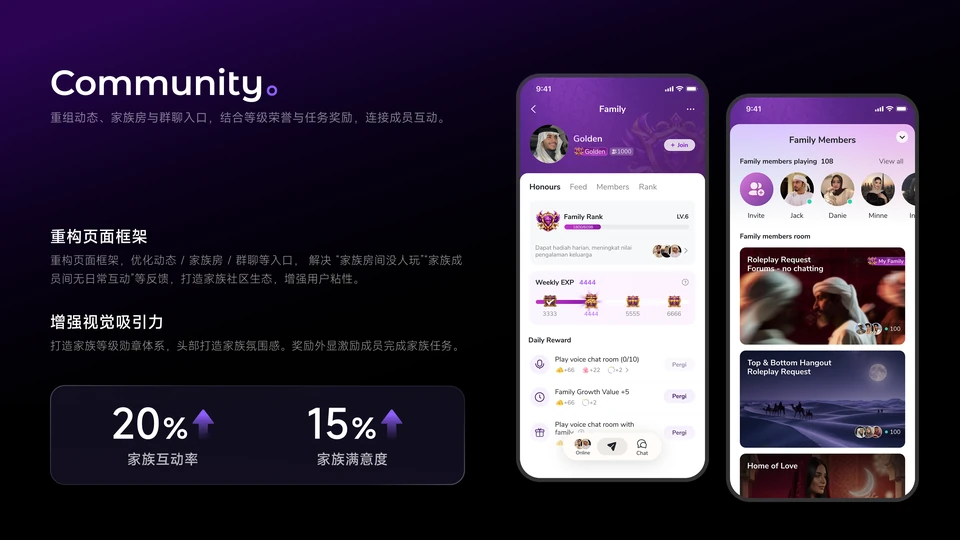 Community
重组动态、家族房与群聊入口，结合等级荣誉与任务奖励，连接成员互动。
重构页面框架
重构页面框架，优化动态 / 家族房 / 群聊等入口， 解决 "家族房间没人玩""家族成
员间无日常互动"等反馈，打造家族社区生态，增强用户粘性。
增强视觉吸引力
打造家族等级勋章体系，头部打造家族氛围感。奖励外显激励成员完成家族任务。
20%
家族互动率
15%
家族满意度
9:41
Family
Golden
Golden
1000
+ Join
Honours Feed Members Rank
Family Rank
LV.6
Dapat hadiah harian, meningkat nilai
pengalaman keluarga
Weekly EXP 4444
3333 4444 5555 6666
Daily Reward
Play voice chat room (0/10)
+66 +22 +2
Pergi
Family Growth Value +5
+66 +2
Pergi
Play voice chat room with
family
Pergi
Online
Chat
9:41
Family Members
Family members playing 108
View all
Invite Jack Danie Minne
Family members room
Roleplay Request
Forums - no chatting
My Family
100
Top & Bottom Hangout
Roleplay Request
100
Home of Love